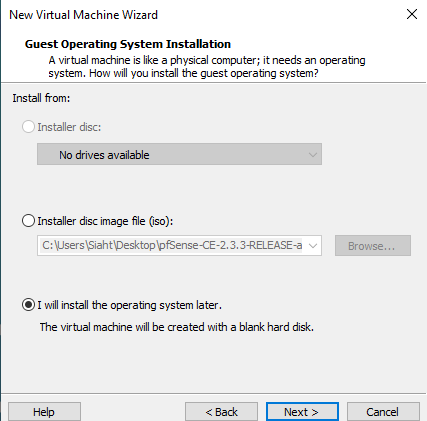 New Virtual Machine Wizard
Guest Operating System Installation
A virtual machine is like a physical computer; it needs an operating
system. How will you install the guest operating system?
Install from:
Installer disc:
No drives available
Installer disc image file (iso):
C:\Users\Siaht\Desktop\pfSense-CE-2.3.3-RELEASE-a
Browse...
I will install the operating system later.
The virtual machine will be created with a blank hard disk.
Help
< Back
Next >
Cancel